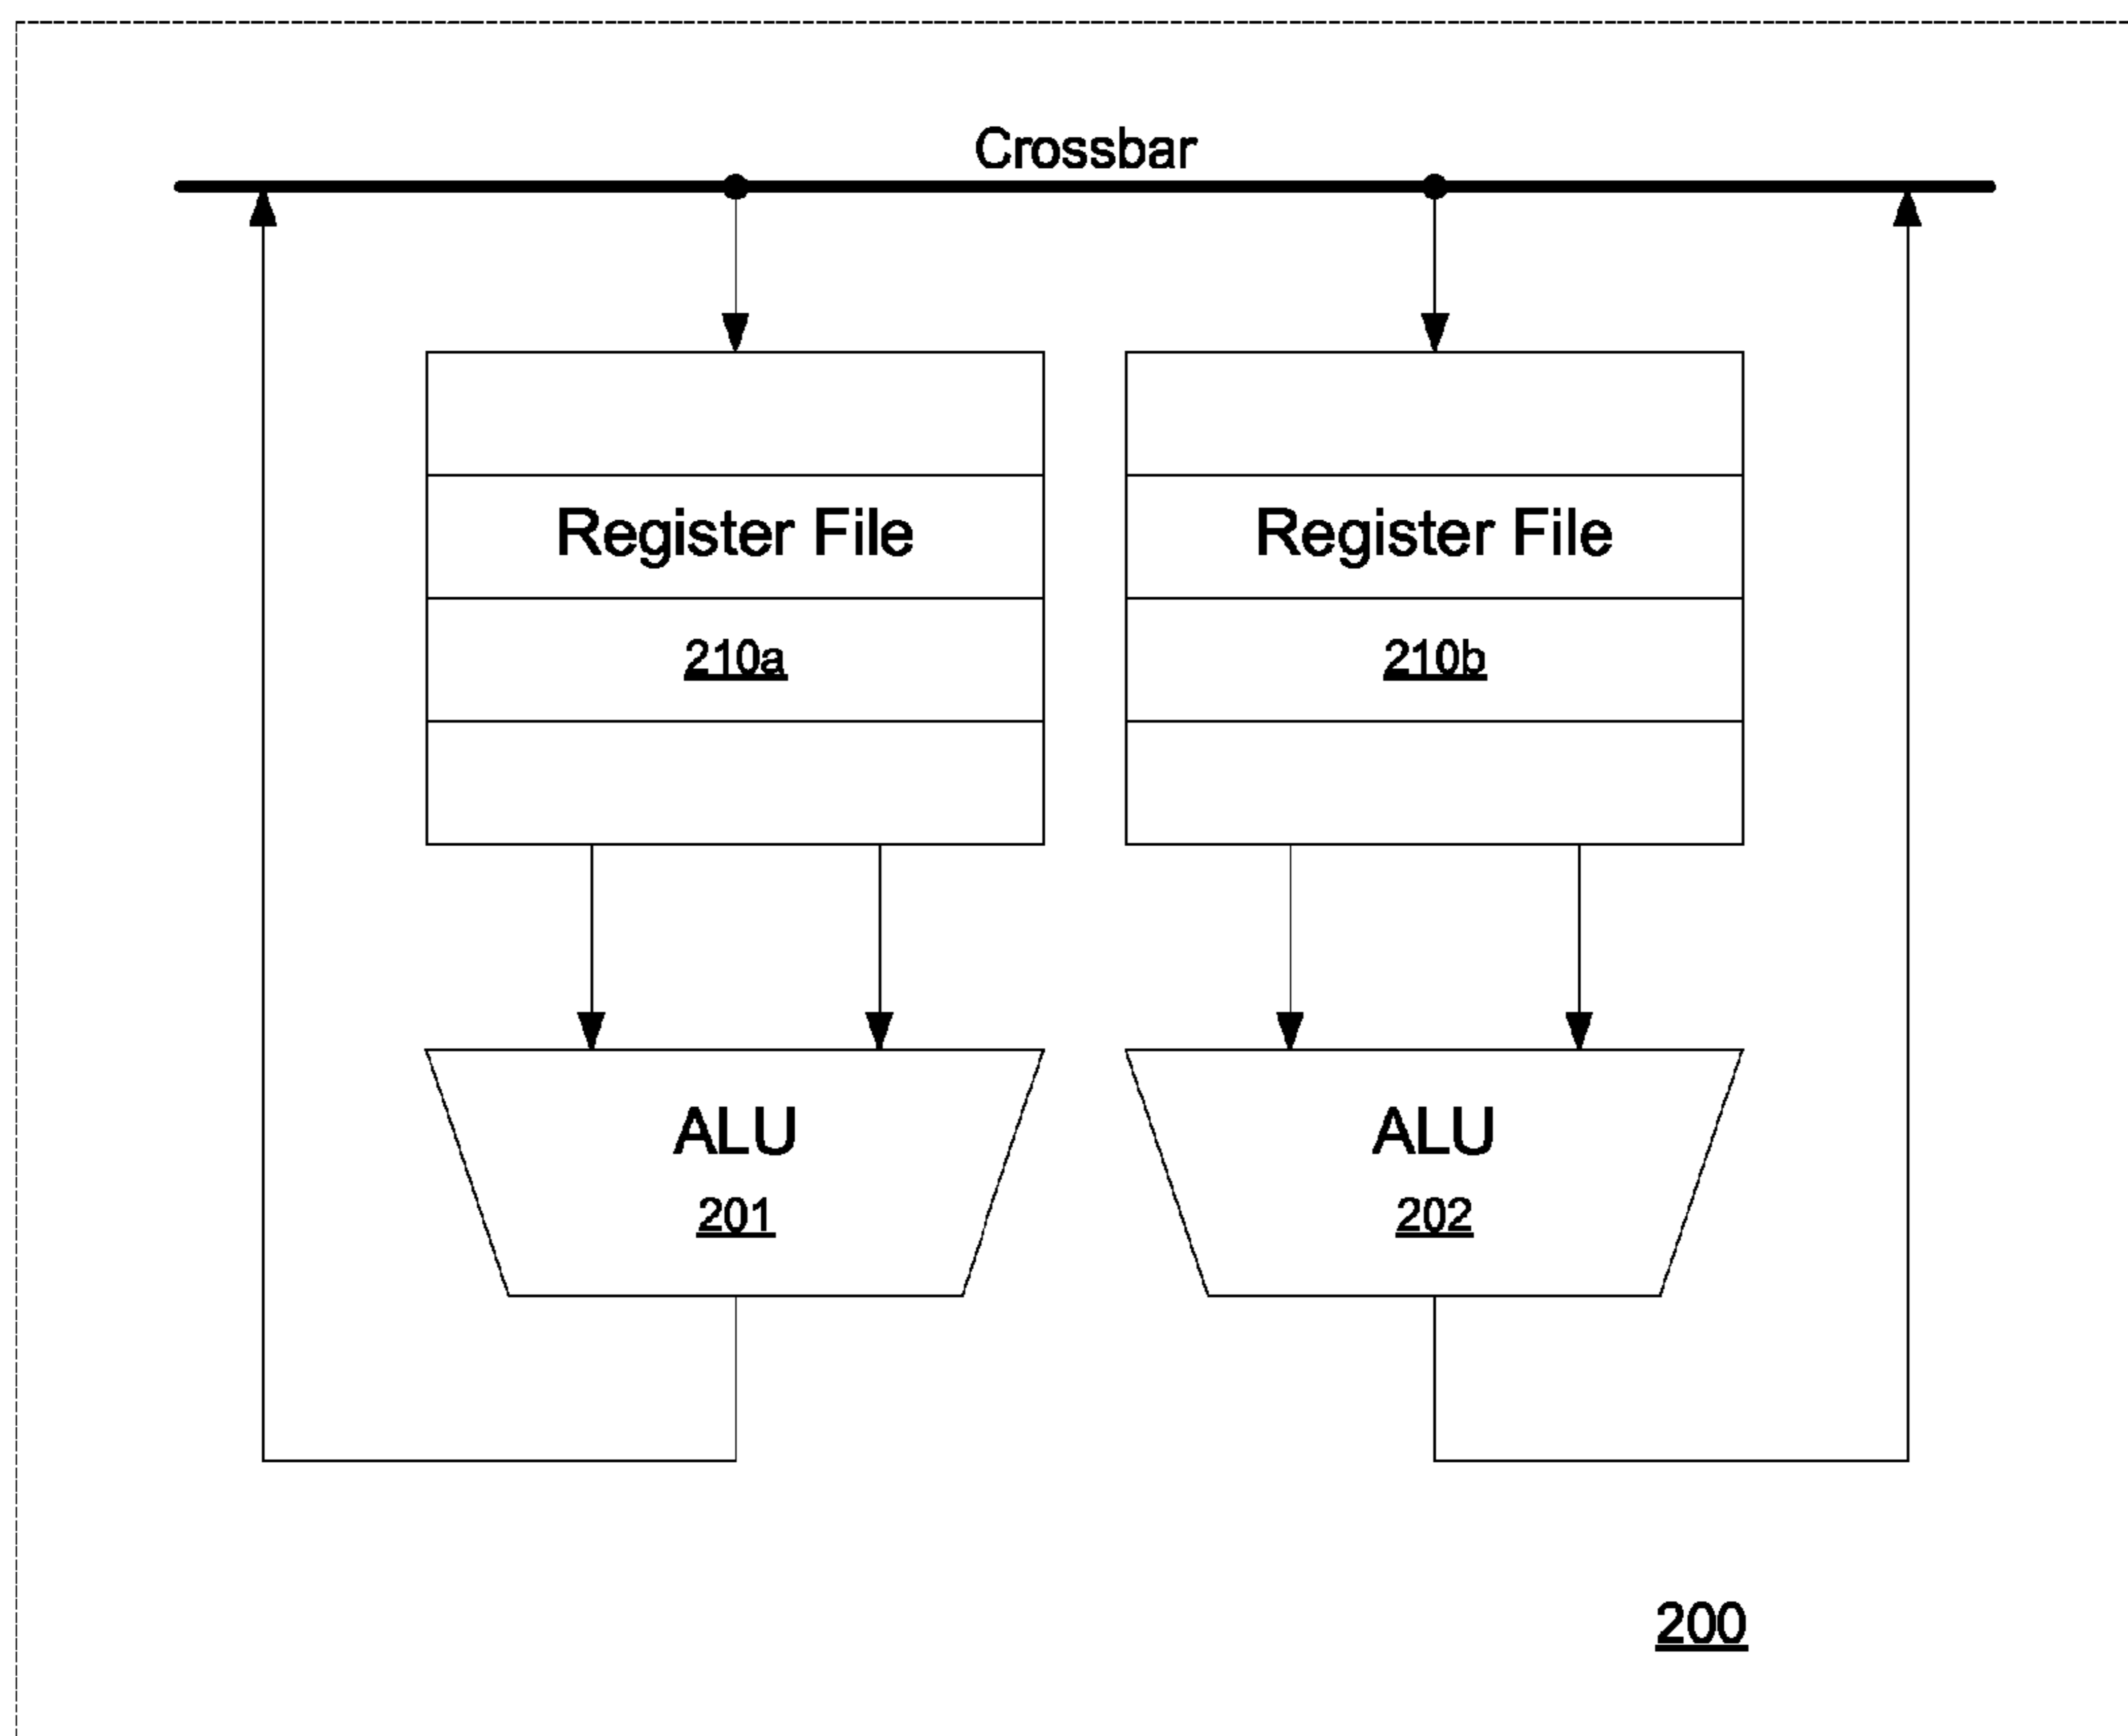 Crossbar
Register File
210a
Register File
210b
ALU
201
ALU
202
200